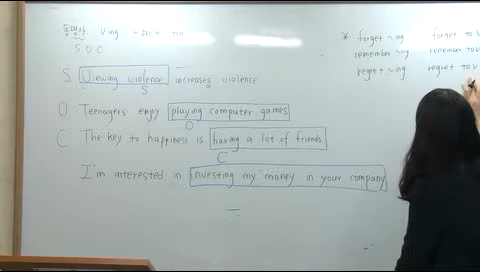 동명사 Ving
S O C
S Viewing violence increases violence
S
O Teenagers enjoy playing computer games
O
C The key to happiness is having a lot of friends
C
I'm interested in investing my money in your company
* forget ~ing forget to V
remember ~ing remember to V
regret ~ing regret to V